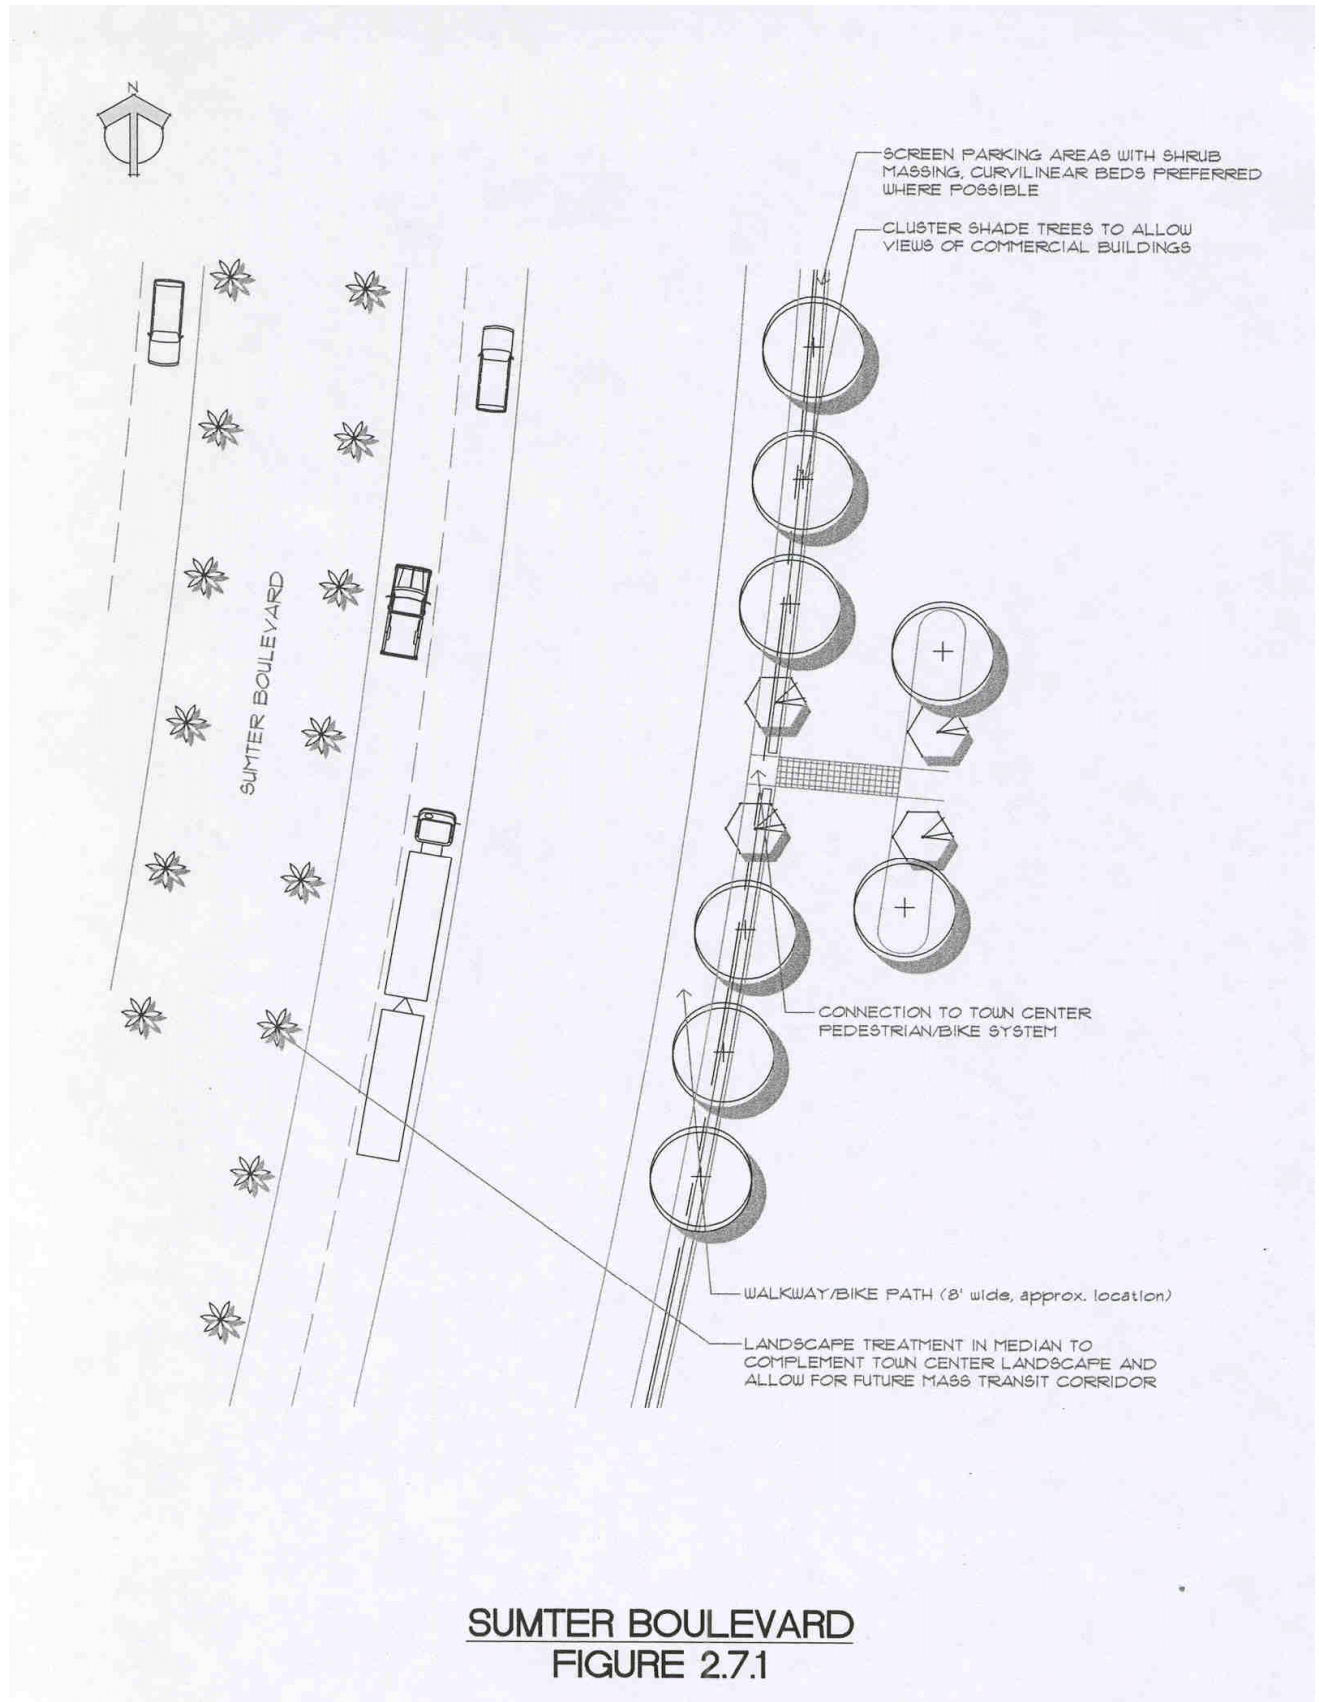 N
SCREEN PARKING AREAS WITH SHRUB
MASSING, CURVILINEAR BEDS PREFERRED
WHERE POSSIBLE
CLUSTER SHADE TREES TO ALLOW
VIEWS OF COMMERCIAL BUILDINGS
SUMTER BOULEVARD
CONNECTION TO TOWN CENTER
PEDESTRIAN/BIKE SYSTEM
WALKWAY/BIKE PATH (8' wide, approx. location)
LANDSCAPE TREATMENT IN MEDIAN TO
COMPLEMENT TOWN CENTER LANDSCAPE AND
ALLOW FOR FUTURE MASS TRANSIT CORRIDOR
SUMTER BOULEVARD
FIGURE 2.7.1